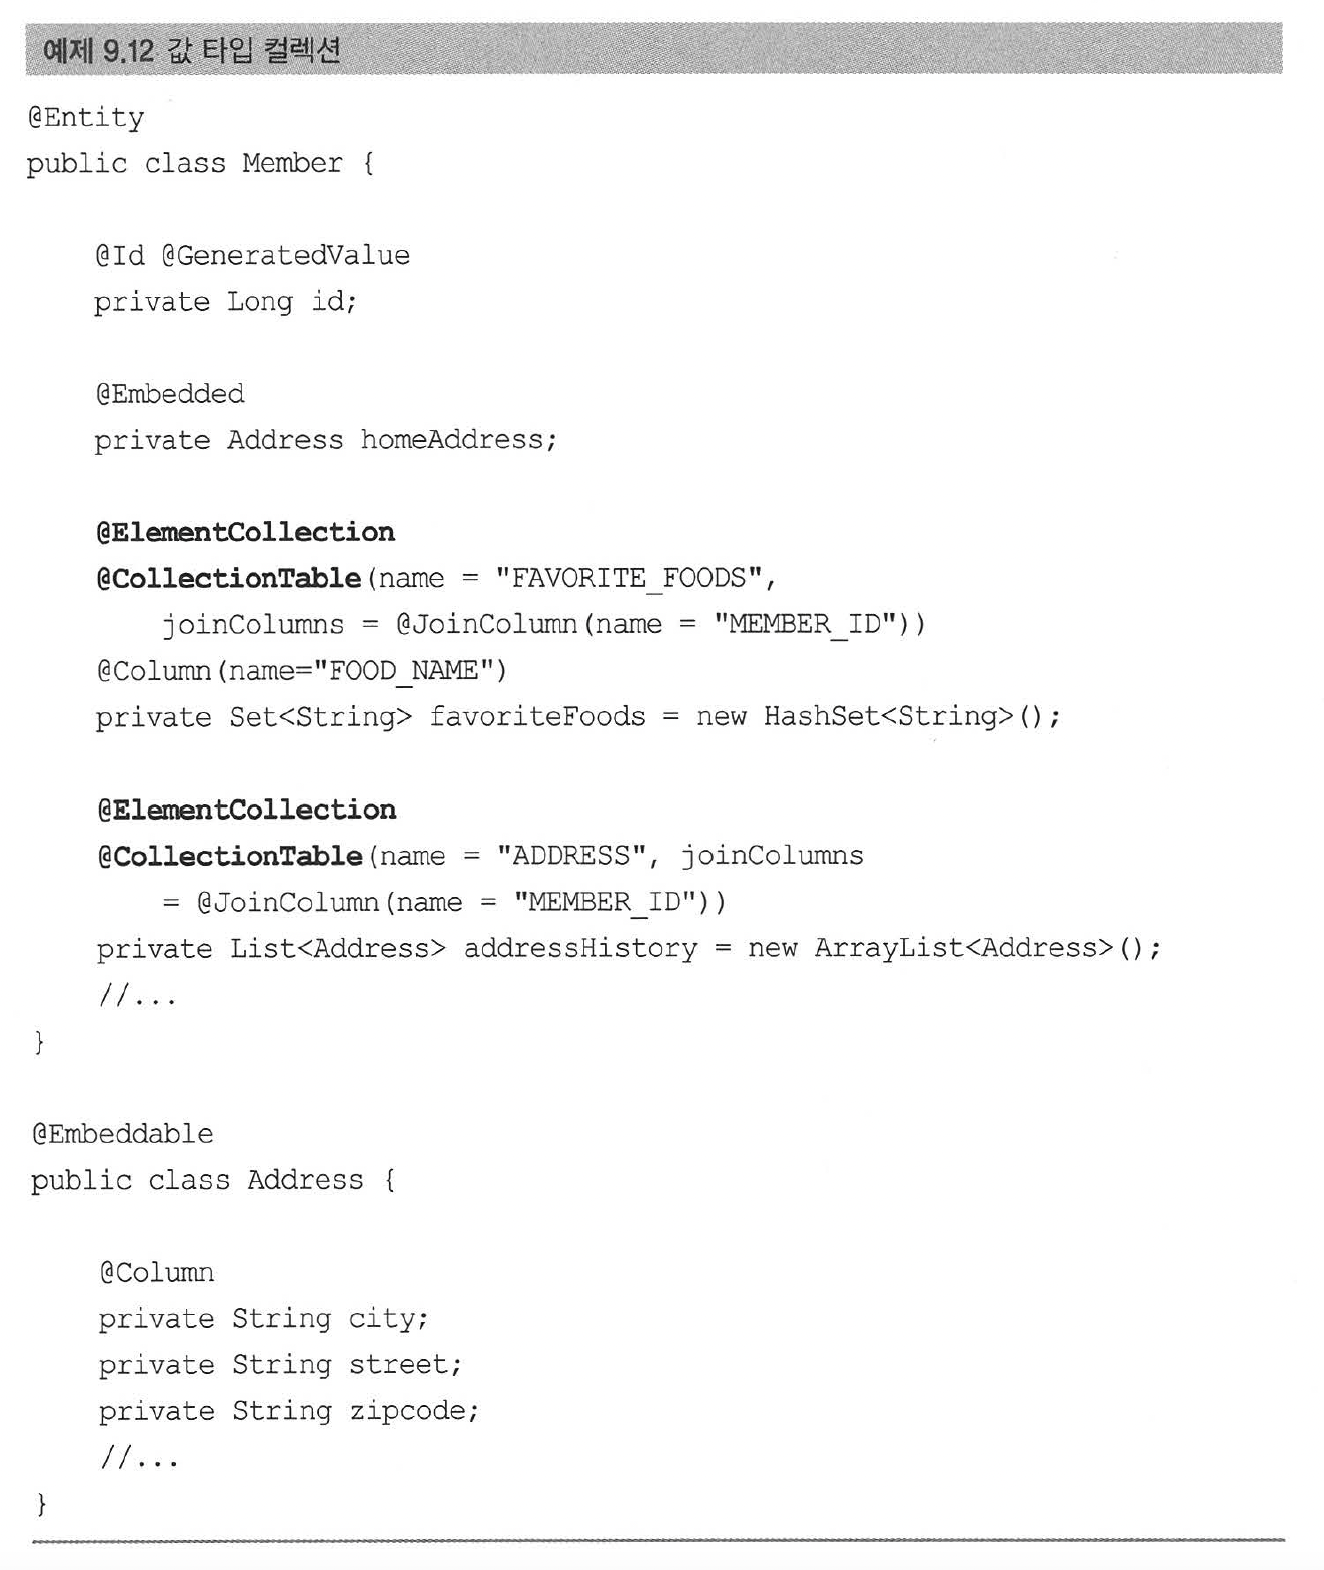 예제 9.12 값 타입 컬렉션
@Entity
public class Member {
@Id @GeneratedValue
private Long id;
@Embedded
private Address homeAddress;
@ElementCollection
@CollectionTable(name = "FAVORITE_FOODS",
joinColumns = @JoinColumn(name = "MEMBER_ID"))
@Column(name="FOOD_NAME")
private Set<String> favoriteFoods = new HashSet<String>();
@ElementCollection
@CollectionTable(name = "ADDRESS", joinColumns
= @JoinColumn(name = "MEMBER_ID"))
private List<Address> addressHistory = new ArrayList<Address>();
//...
}
@Embeddable
public class Address {
@Column
private String city;
private String street;
private String zipcode;
//...
}